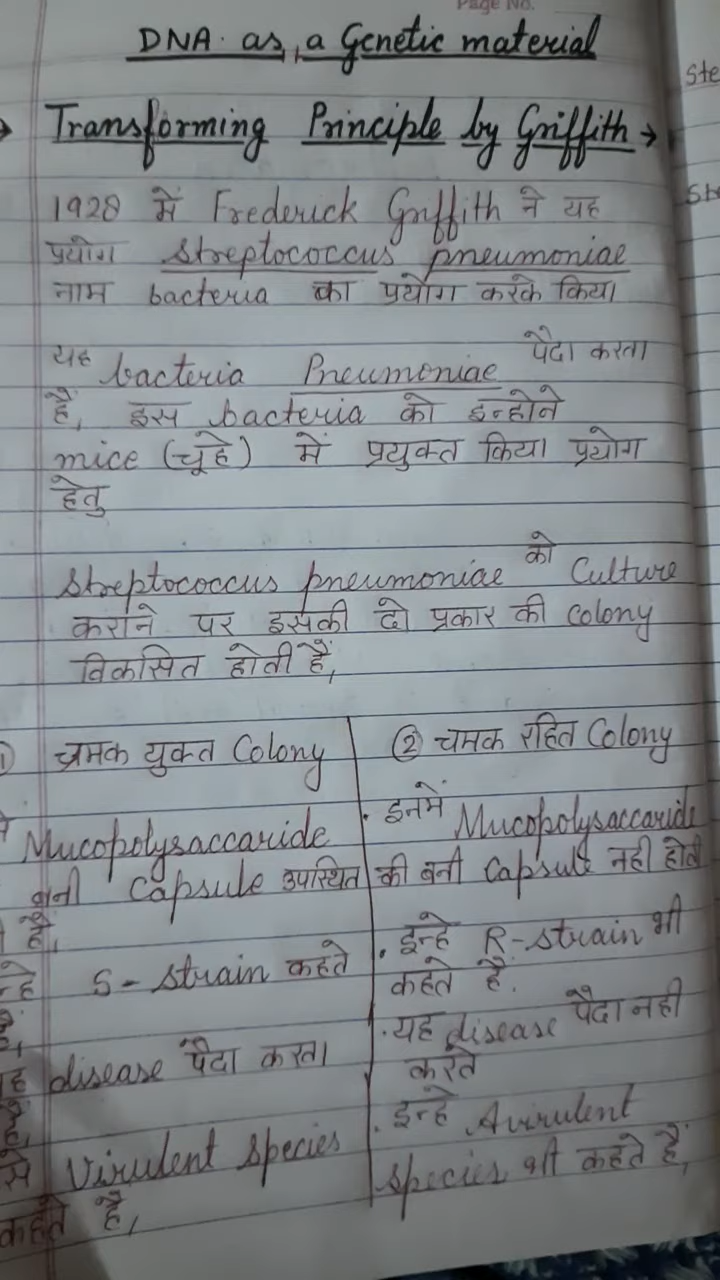 Page No.
DNA as a Genetic material
Transforming Principle by Griffith →
1928 में Frederick Griffith ने यह
प्रयोग Streptococcus pneumoniae
नाम bacteria का प्रयोग करके किया
यह bacteria Pneumoniae पैदा करता
है, इस bacteria को इन्होने
mice (चूहे) में प्रयुक्त किया प्रयोग
हेतु
Streptococcus pneumoniae को Culture
कराने पर इसकी दो प्रकार की colony
विकसित होती हैं,
① चमक युक्त Colony
Mucopolysaccaride
बनी Capsule उपस्थित
है,
S - strain कहते
disease पैदा करता
Virulent species
कहते है,
② चमक रहित Colony
. इनमें Mucopolysaccaride
की बनी Capsule नही होती
. इन्हे R-strain भी
कहते है.
. यह disease पैदा नही
करते
. इन्हे Avirulent
species भी कहते हैं,
Ste